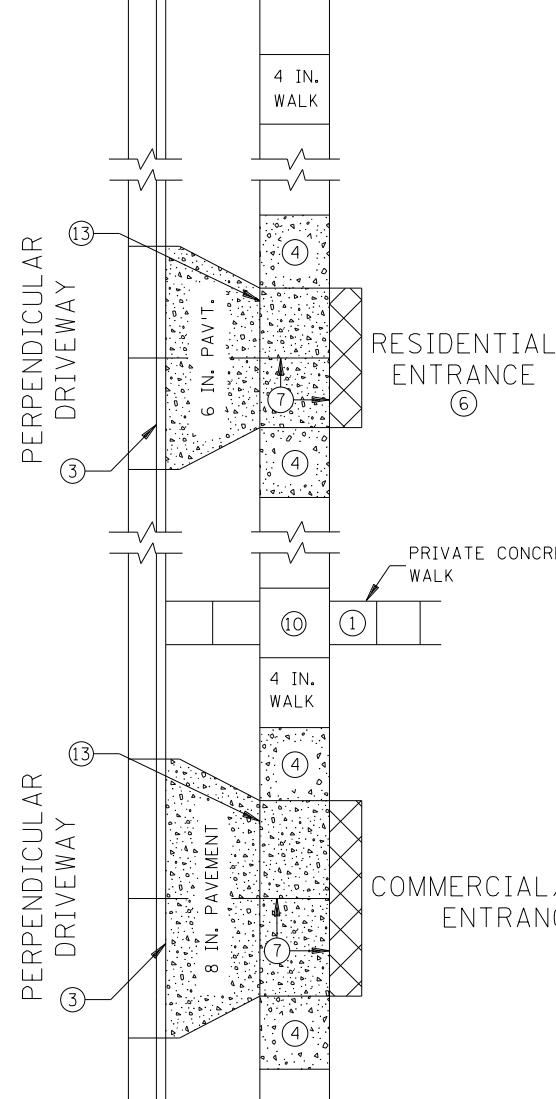 4 IN.
WALK
13
4
PERPENDICULAR
DRIVEWAY
6 IN. PAV'T.
RESIDENTIAL
ENTRANCE
6
7
3
4
PRIVATE CONCR
WALK
10
1
4 IN.
WALK
13
4
PERPENDICULAR
DRIVEWAY
8 IN. PAVEMENT
COMMERCIAL
ENTRANC
7
3
4